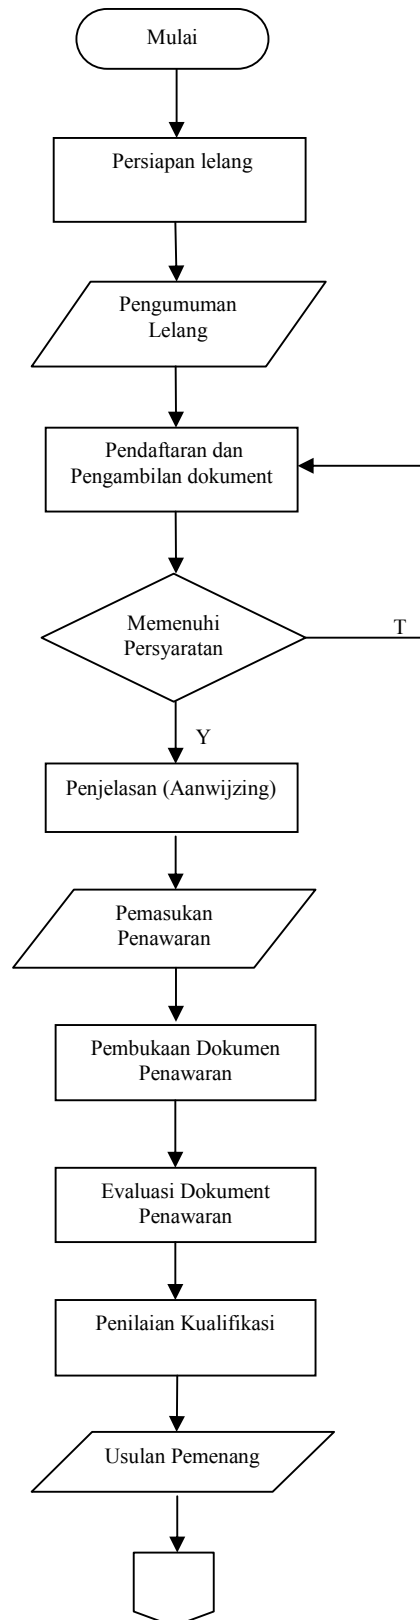 Mulai
Persiapan lelang
Pengumuman
Lelang
Pendaftaran dan
Pengambilan dokument
Memenuhi
Persyaratan
T
Y
Penjelasan (Aanwijzing)
Pemasukan
Penawaran
Pembukaan Dokumen
Penawaran
Evaluasi Dokument
Penawaran
Penilaian Kualifikasi
Usulan Pemenang